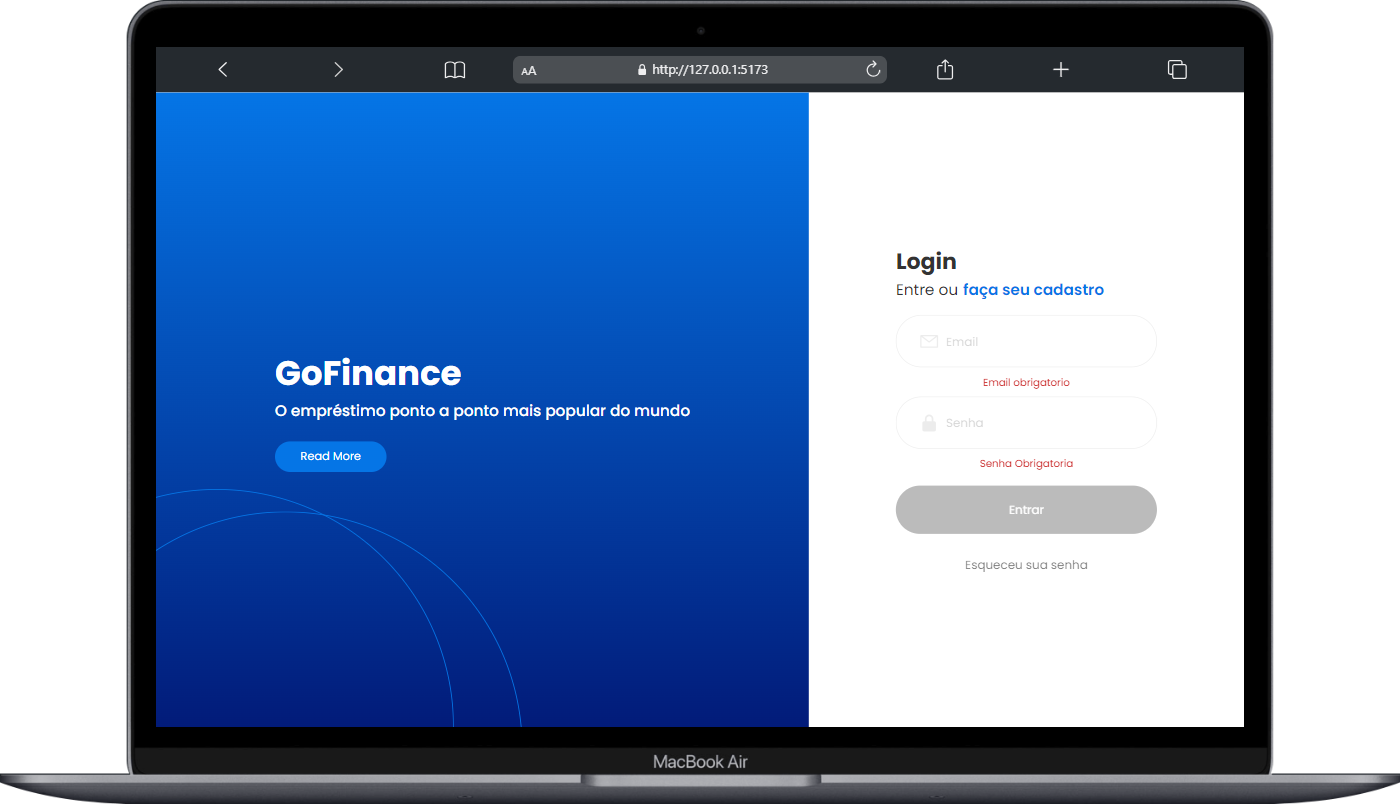 AA
http://127.0.0.1:5173
GoFinance
O empréstimo ponto a ponto mais popular do mundo
Read More
Login
Entre ou faça seu cadastro
Email
Email obrigatorio
Senha
Senha Obrigatoria
Entrar
Esqueceu sua senha
MacBook Air